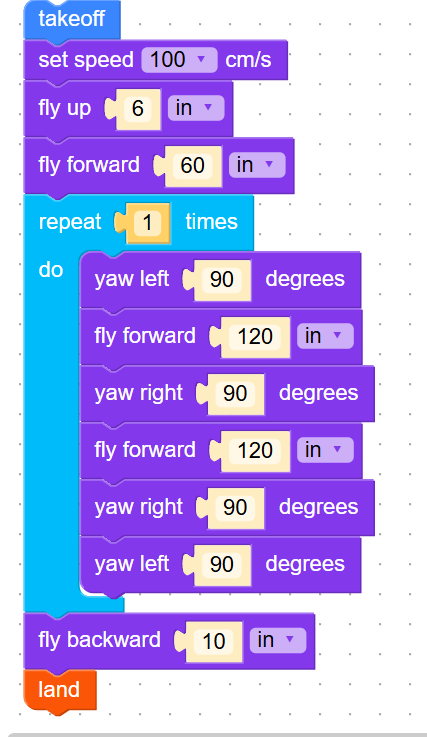 takeoff
set speed 100 cm/s
fly up 6 in
fly forward 60 in
repeat 1 times
do
yaw left 90 degrees
fly forward 120 in
yaw right 90 degrees
fly forward 120 in
yaw right 90 degrees
yaw left 90 degrees
fly backward 10 in
land